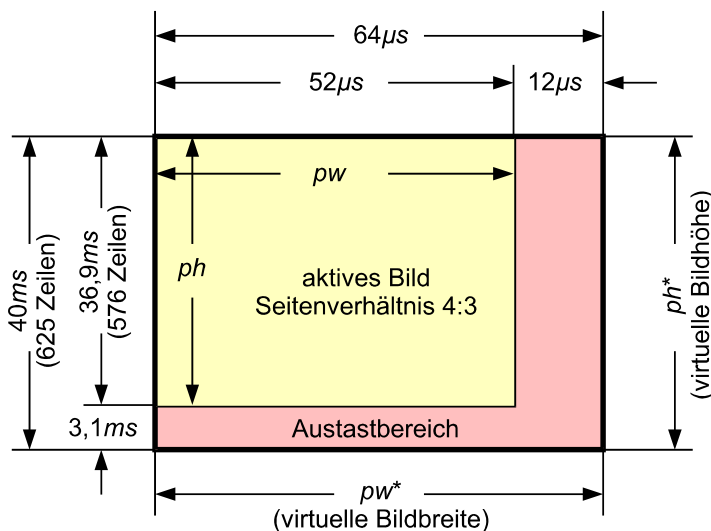 64µs
52µs
12µs
pw
ph
aktives Bild
Seitenverhältnis 4:3
40ms
(625 Zeilen)
36,9ms
(576 Zeilen)
3,1ms
Austastbereich
ph*
(virtuelle Bildhöhe)
pw*
(virtuelle Bildbreite)